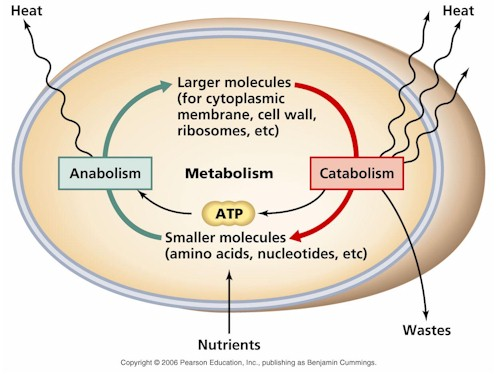 Heat
Heat
Larger molecules
(for cytoplasmic
membrane, cell wall,
ribosomes, etc)
Anabolism
Metabolism
Catabolism
ATP
Smaller molecules
(amino acids, nucleotides, etc)
Wastes
Nutrients
Copyright © 2006 Pearson Education, Inc., publishing as Benjamin Cummings.